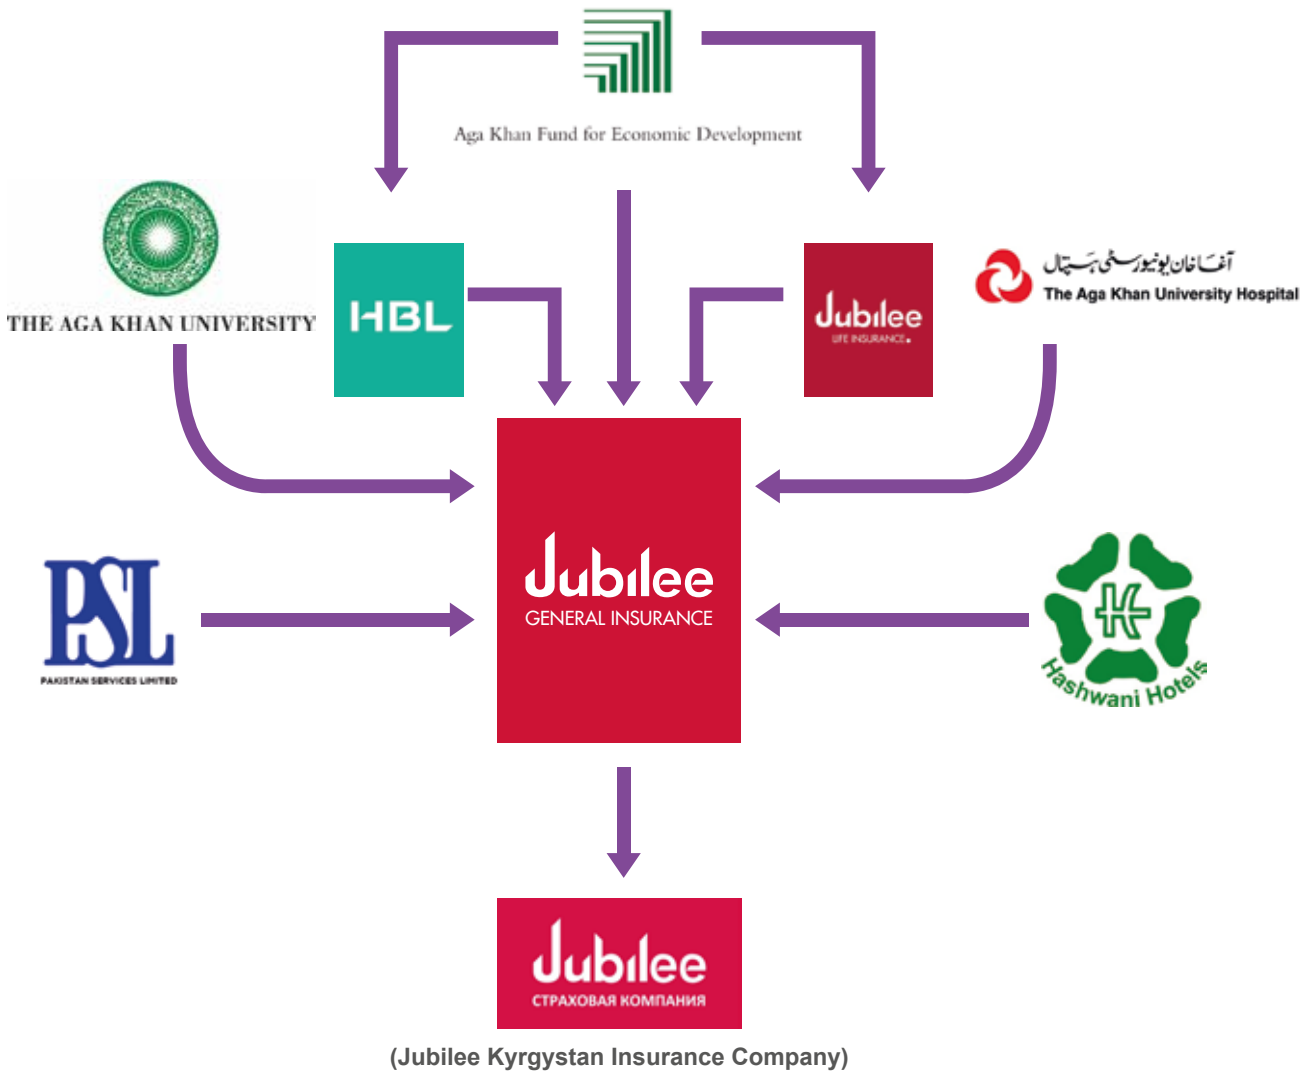 Aga Khan Fund for Economic Development
THE AGA KHAN UNIVERSITY
HBL
Jubilee
LIFE INSURANCE.
آغا خان یونیورسٹی ہسپتال
The Aga Khan University Hospital
Jubilee
GENERAL INSURANCE
PSL
PAKISTAN SERVICES LIMITED
H
Hashwani Hotels
Jubilee
СТРАХОВАЯ КОМПАНИЯ
(Jubilee Kyrgystan Insurance Company)